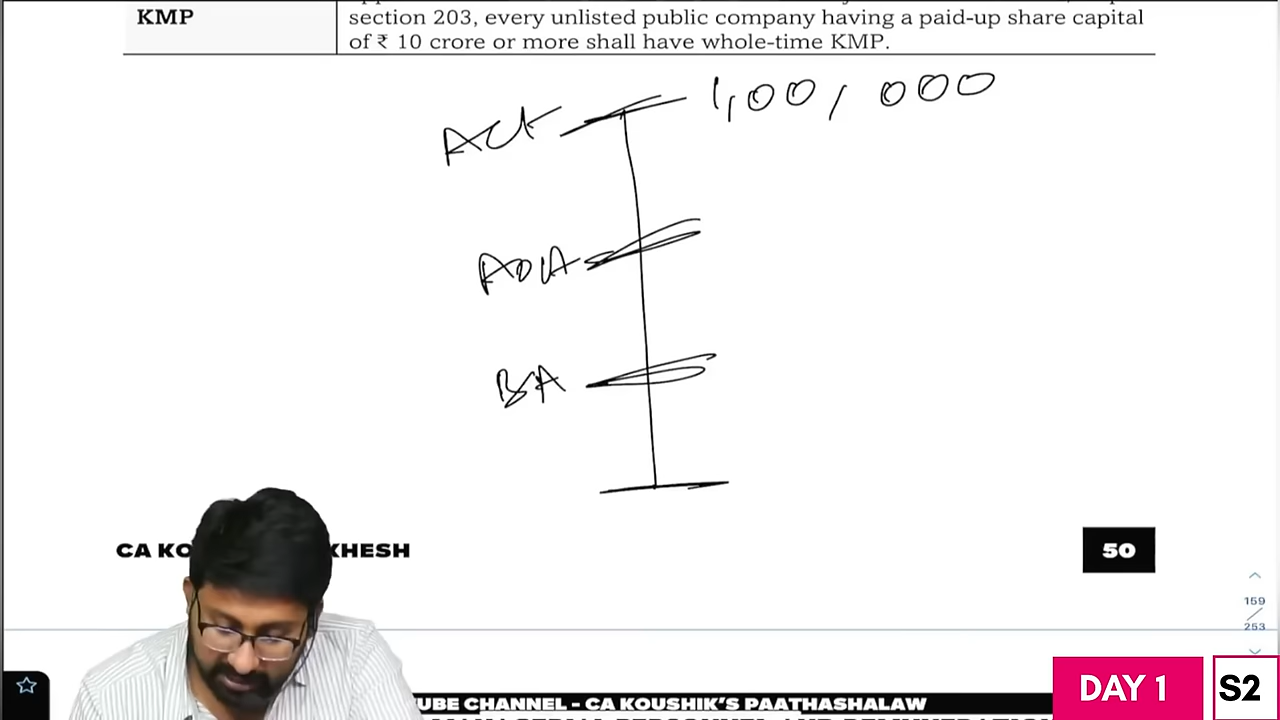 KMP
section 203, every unlisted public company having a paid-up share capital
of ₹ 10 crore or more shall have whole-time KMP.
Act
1,00,000
AOA
BA
CA KO
KHESH
50
159
253
DAY 1
S2
TUBE CHANNEL - CA KOUSHIK'S PAATHASHALAW